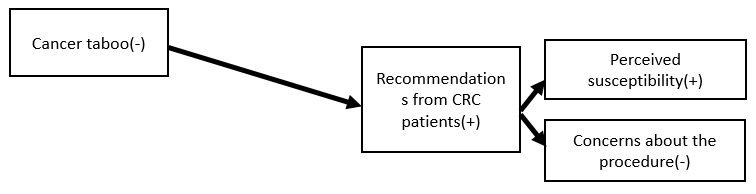 Cancer taboo(-)
Recommendation
s from CRC
patients(+)
Perceived
susceptibility(+)
Concerns about the
procedure(-)